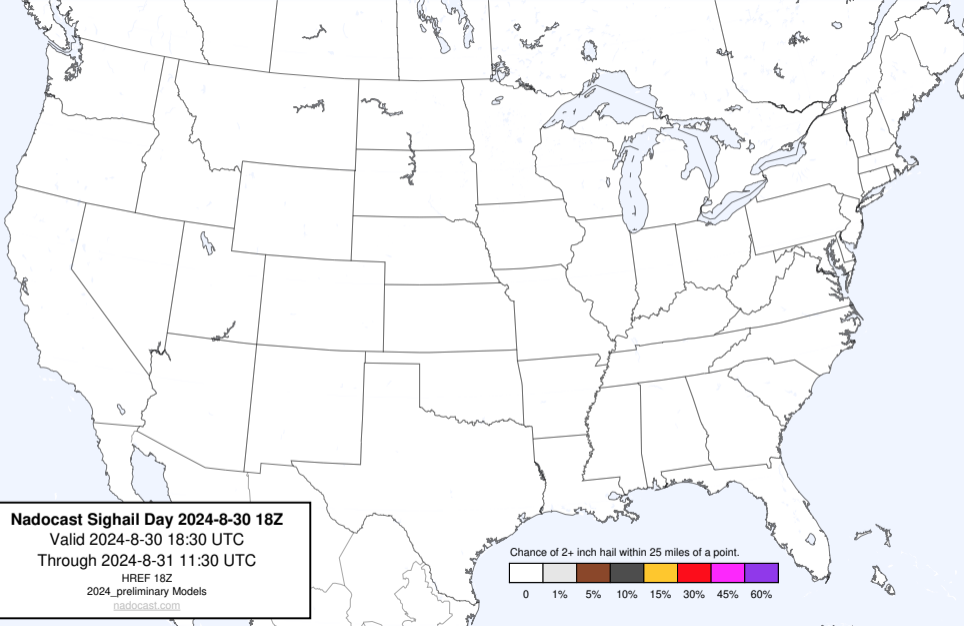 Nadocast Sighail Day 2024-8-30 18Z
Valid 2024-8-30 18:30 UTC
Through 2024-8-31 11:30 UTC
HREF 18Z
2024_preliminary Models
nadocast.com
Chance of 2+ inch hail within 25 miles of a point.
0 1% 5% 10% 15% 30% 45% 60%